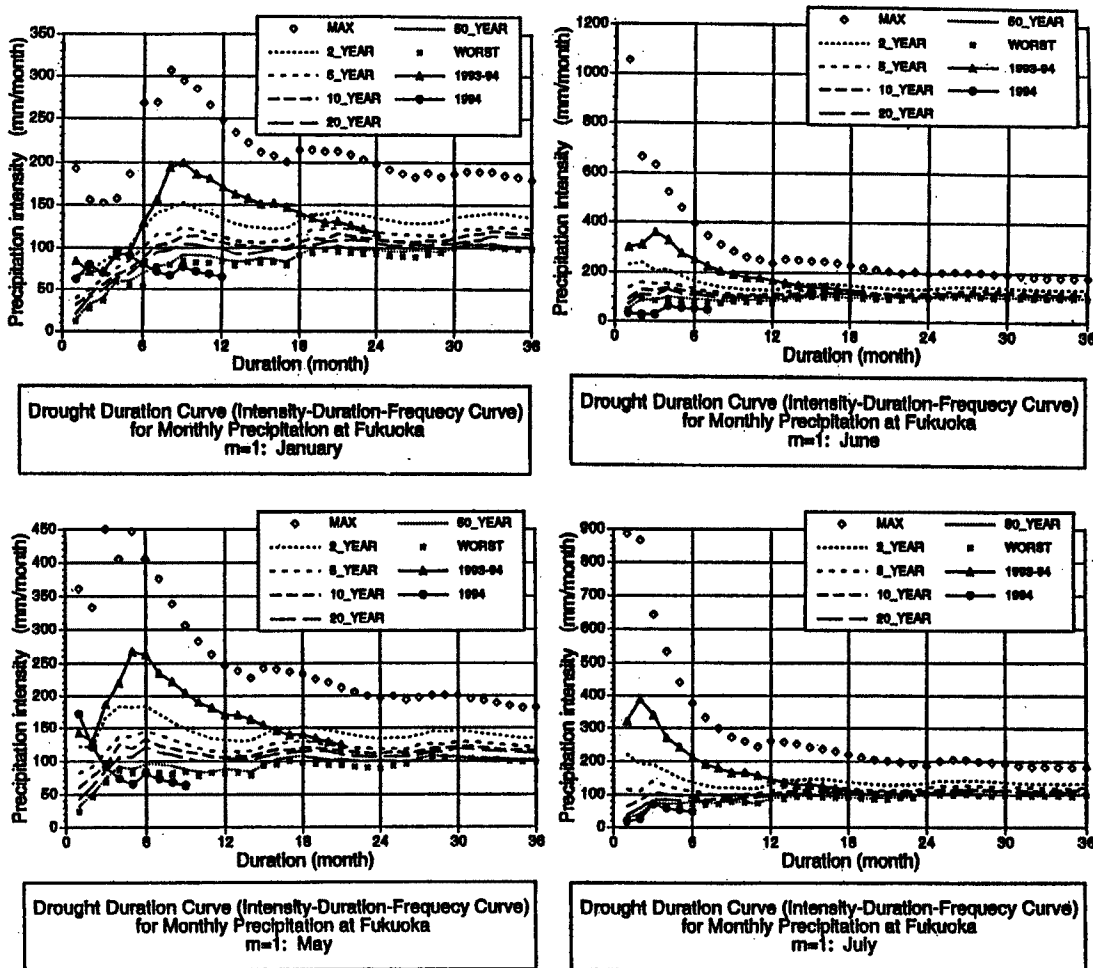 MAX
2_YEAR
5_YEAR
10_YEAR
20_YEAR
50_YEAR
WORST
1993-94
1994
Precipitation intensity (mm/month)
350
300
250
200
150
100
50
0
0 6 12 18 24 30 36
Duration (month)
Drought Duration Curve (Intensity-Duration-Frequecy Curve)
for Monthly Precipitation at Fukuoka
m=1: January
MAX
2_YEAR
5_YEAR
10_YEAR
20_YEAR
50_YEAR
WORST
1993-94
1994
Precipitation intensity (mm/month)
1200
1000
800
600
400
200
0
0 6 12 18 24 30 36
Duration (month)
Drought Duration Curve (Intensity-Duration-Frequecy Curve)
for Monthly Precipitation at Fukuoka
m=1: June
MAX
2_YEAR
5_YEAR
10_YEAR
20_YEAR
50_YEAR
WORST
1993-94
1994
Precipitation intensity (mm/month)
450
400
350
300
250
200
150
100
50
0
0 6 12 18 24 30 36
Duration (month)
Drought Duration Curve (Intensity-Duration-Frequecy Curve)
for Monthly Precipitation at Fukuoka
m=1: May
MAX
2_YEAR
5_YEAR
10_YEAR
20_YEAR
50_YEAR
WORST
1993-94
1994
Precipitation intensity (mm/month)
900
800
700
600
500
400
300
200
100
0
0 6 12 18 24 30 36
Duration (month)
Drought Duration Curve (Intensity-Duration-Frequecy Curve)
for Monthly Precipitation at Fukuoka
m=1: July